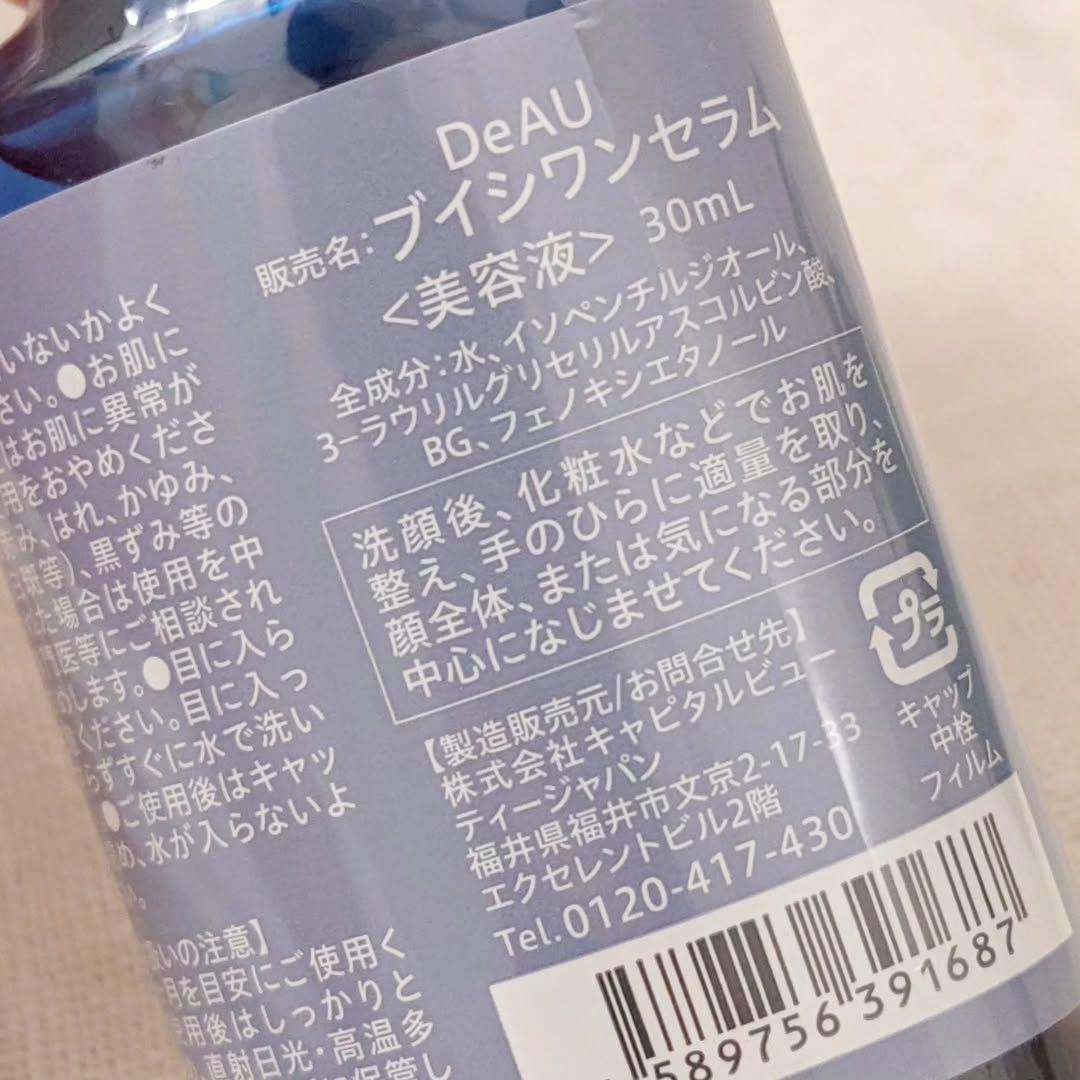 DeAU
販売名：ブイシワンセラム
<美容液> 30mL
全成分：水、イソペンチルジオール、
3−ラウリルグリセリルアスコルビン酸、
BG、フェノキシエタノール
洗顔後、化粧水などでお肌を
整え、手のひらに適量を取り、
顔全体、または気になる部分を
中心になじませてください。
【製造販売元/お問合せ先】
株式会社キャピタルビュー
ティージャパン
福井県福井市文京2-17-33
エクセレントビル2階
Tel.0120-417-430
プラ
キャップ
中栓
フィルム
589756391687
いないかよく
さい。●お肌に
はお肌に異常が
用をおやめくださ
み、はれ、かゆみ、
斑等)、黒ずみ等の
た場合は使用を中
医等にご相談され
のします。●目に入ら
ください。目に入っ
らずすぐに水で洗い
●ご使用後はキャッ
め、水が入らないよ
い。
いの注意】
月を目安にご使用く
用後はしっかりと
直射日光・高温多
保管し